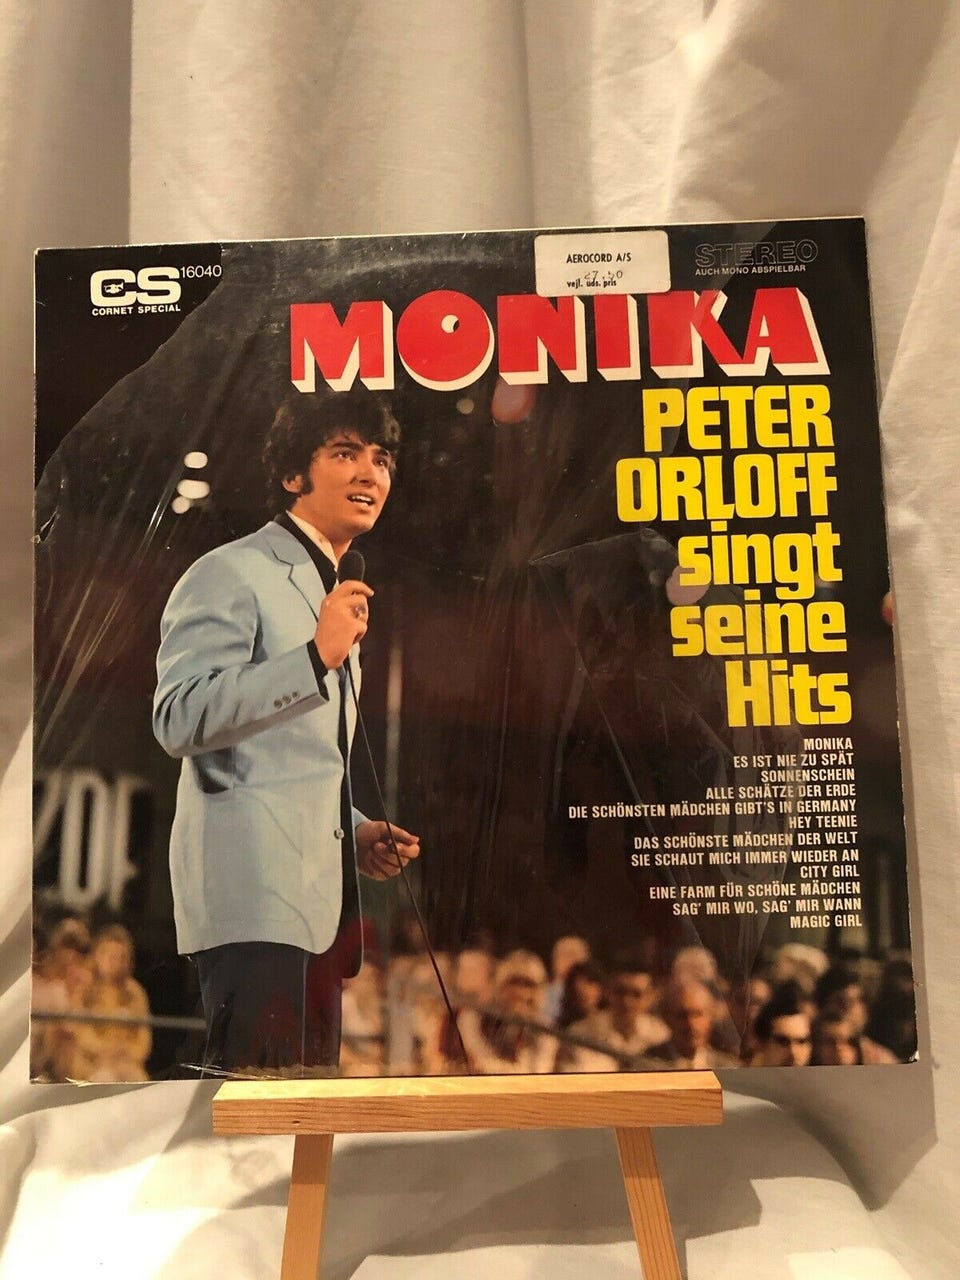 CS 16040
CORNET SPECIAL
AEROCORD A/S
27.50
vejl. uds. pris
STEREO
AUCH MONO ABSPIELBAR
MONIKA
PETER
ORLOFF
singt
seine
Hits
MONIKA
ES IST NIE ZU SPÄT
SONNENSCHEIN
ALLE SCHÄTZE DER ERDE
DIE SCHÖNSTEN MÄDCHEN GIBT'S IN GERMANY
HEY TEENIE
DAS SCHÖNSTE MÄDCHEN DER WELT
SIE SCHAUT MICH IMMER WIEDER AN
CITY GIRL
EINE FARM FÜR SCHÖNE MÄDCHEN
SAG' MIR WO, SAG' MIR WANN
MAGIC GIRL
ZDF